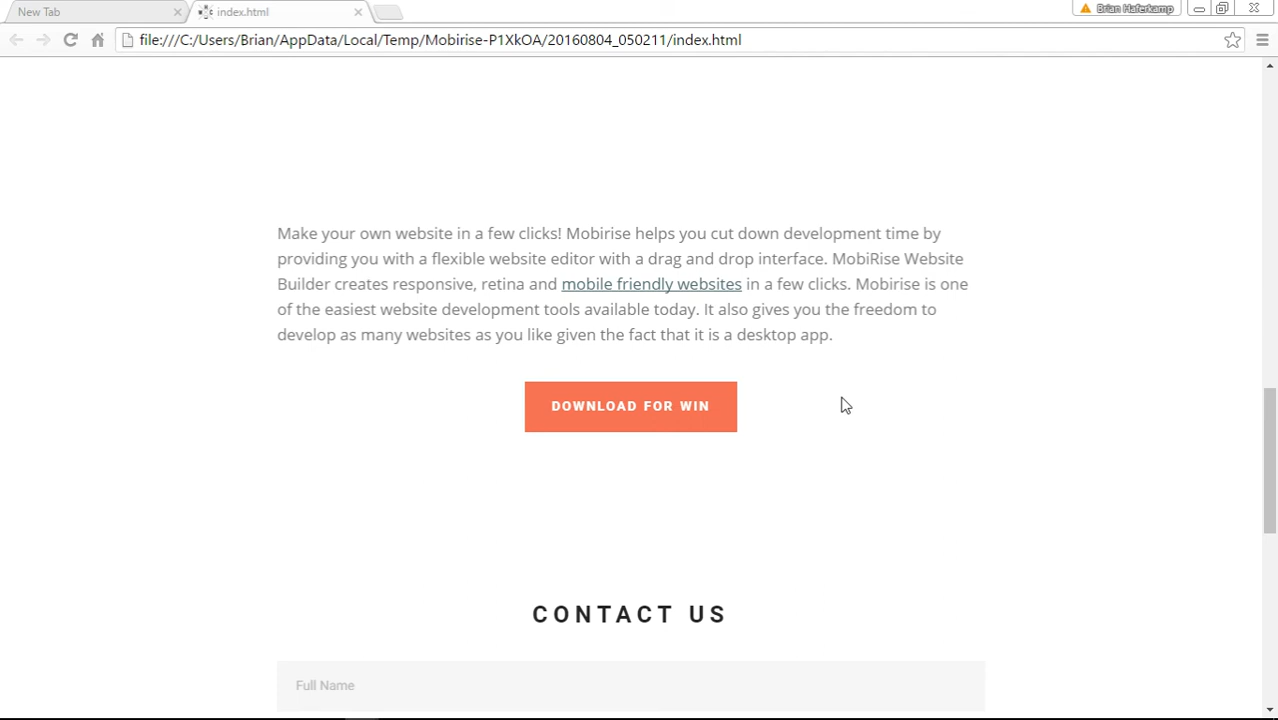 New Tab
index.html
Brian Haferkamp
file:///C:/Users/Brian/AppData/Local/Temp/Mobirise-P1XkOA/20160804_050211/index.html
Make your own website in a few clicks! Mobirise helps you cut down development time by
providing you with a flexible website editor with a drag and drop interface. MobiRise Website
Builder creates responsive, retina and mobile friendly websites in a few clicks. Mobirise is one
of the easiest website development tools available today. It also gives you the freedom to
develop as many websites as you like given the fact that it is a desktop app.
DOWNLOAD FOR WIN
CONTACT US
Full Name